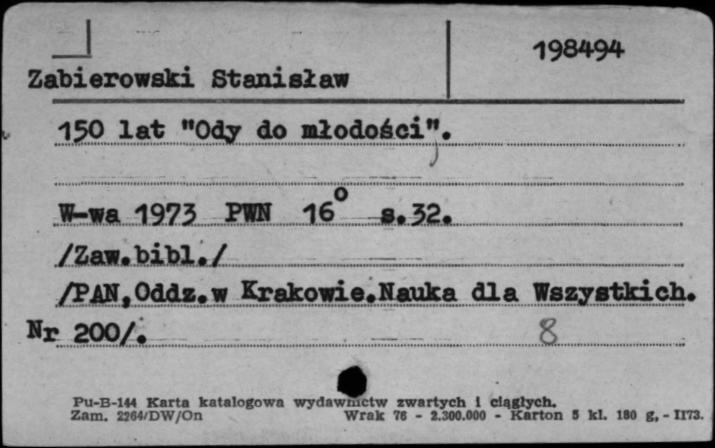 198494
Zabierowski Stanisław
150 lat "Ody do młodości".
W-wa 1973 PWN 16° s.32.
/Zaw.bibl./
/PAN,Oddz.w Krakowie.Nauka dla Wszystkich.
Nr 200/. 8
Pu-B-144 Karta katalogowa wydawnictw zwartych i ciągłych.
Zam. 2264/DW/On Wrak 76 - 2.300.000 - Karton 5 kl. 180 g, - II73.